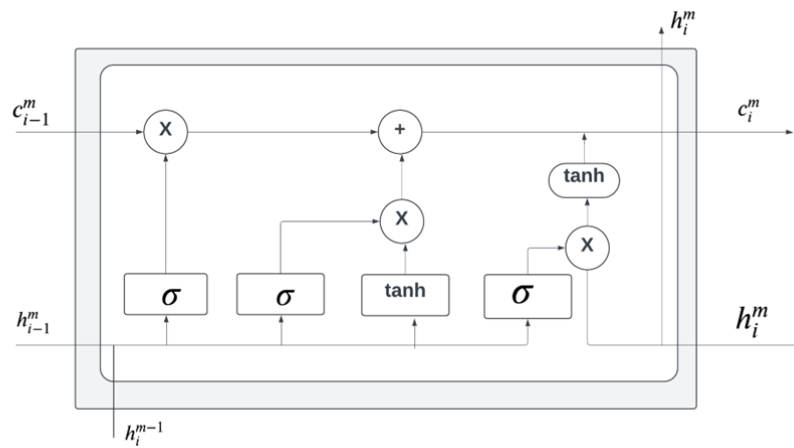 h_i^m
c_{i-1}^m
X
+
c_i^m
tanh
X
X
σ
σ
tanh
σ
h_{i-1}^m
h_i^m
h_i^{m-1}